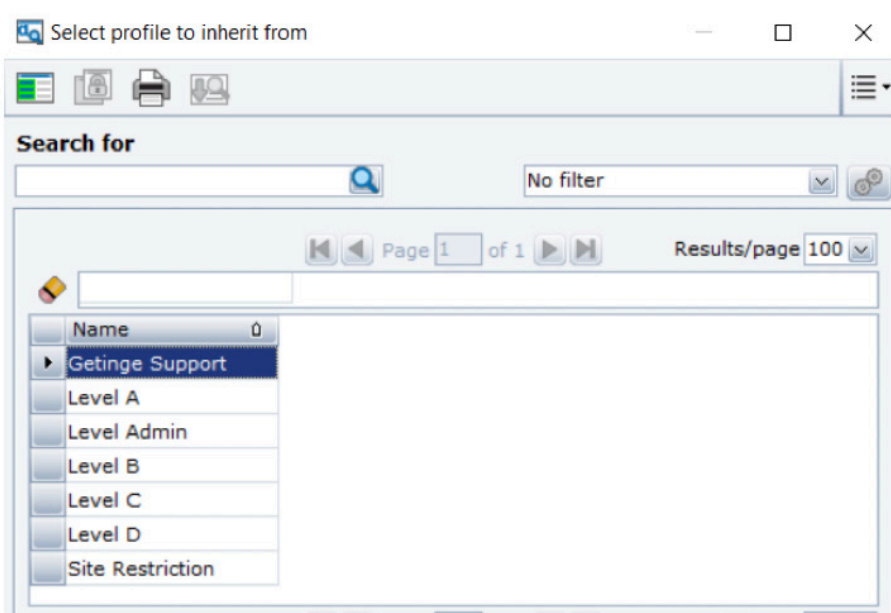 Select profile to inherit from
Search for
No filter
Page 1 of 1 Results/page 100
Name
Getinge Support
Level A
Level Admin
Level B
Level C
Level D
Site Restriction